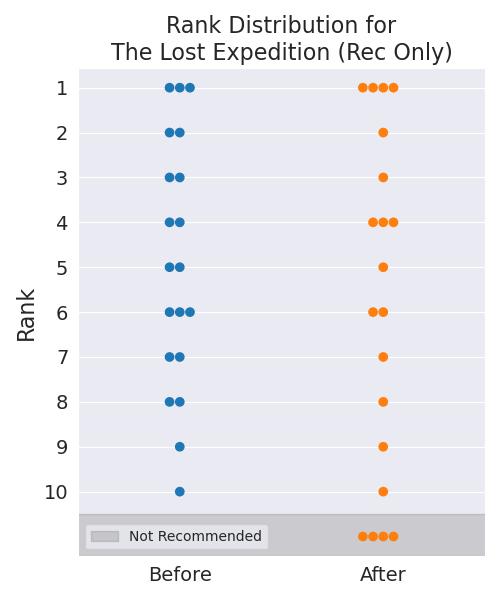 Rank Distribution for
The Lost Expedition (Rec Only)
1
2
3
4
5
6
7
8
9
10
Rank
Not Recommended
Before After